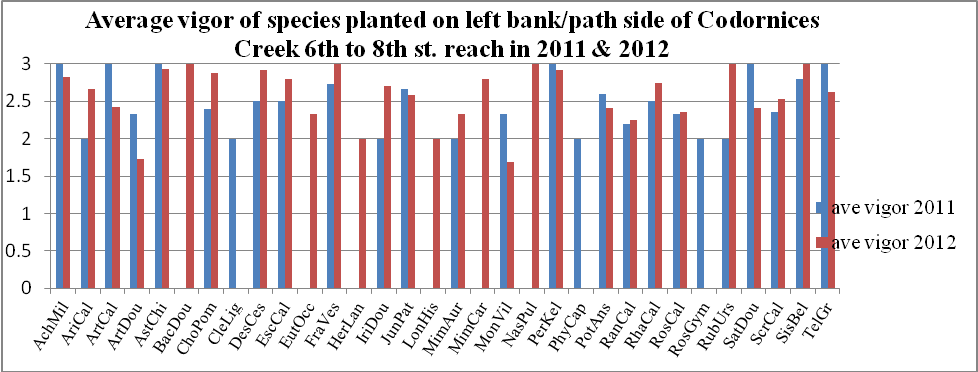 Average vigor of species planted on left bank/path side of Codornices
Creek 6th to 8th st. reach in 2011 & 2012
3
2.5
2
1.5
1
0.5
0
ave vigor 2011
ave vigor 2012
AchMil
AriCal
ArtCal
ArtDou
AstChi
BacDou
ChoPom
CleLig
DesCes
EscCal
EutOcc
FraVes
HerLan
IriDou
JunPat
LonHis
MimAur
MimCar
MonVil
NasPul
PerKel
PhyCap
PotAns
RanCal
RhaCal
RosCal
RosGym
RubUrs
SatDou
ScrCal
SisBel
TelGr